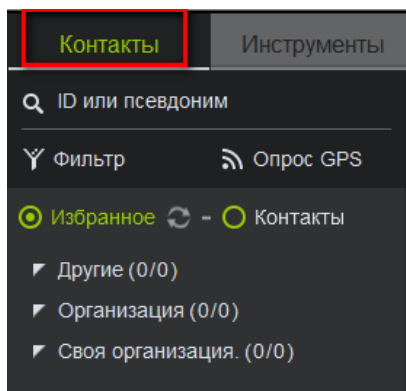 Контакты Инструменты
ID или псевдоним
Фильтр Опрос GPS
Избранное - Контакты
Другие (0/0)
Организация (0/0)
Своя организация. (0/0)